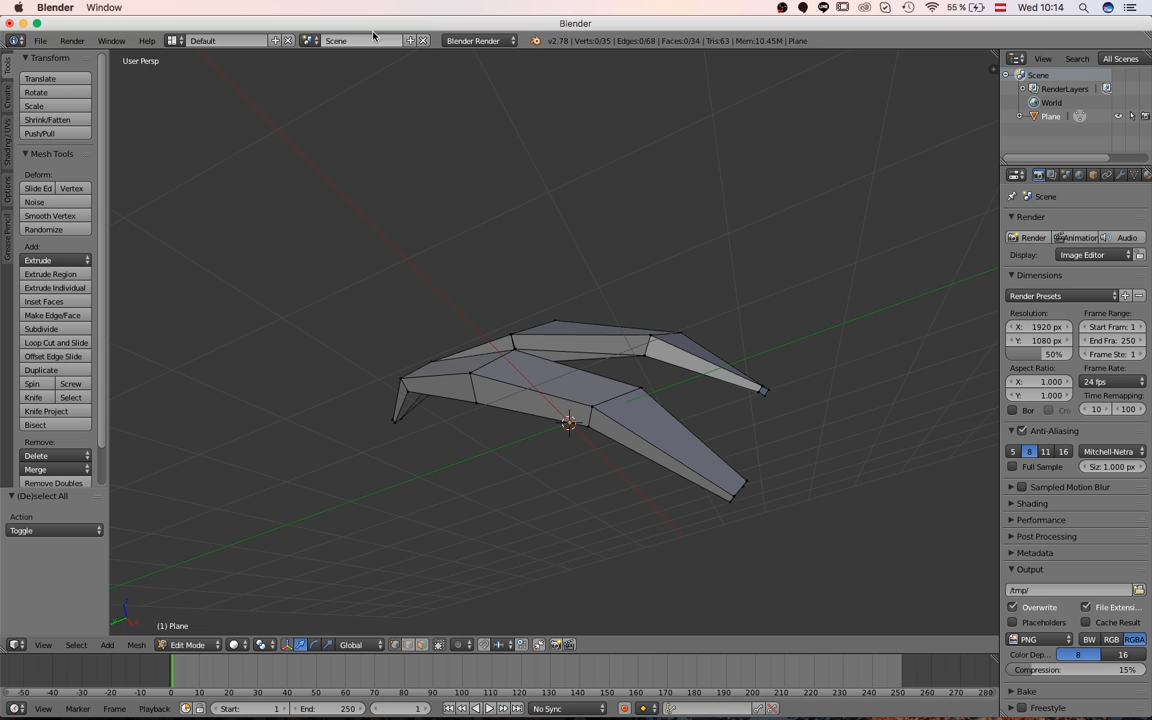 Blender Window 55 % Wed 10:14
Blender
File Render Window Help Default Scene Blender Render v2.78 | Verts:0/35 | Edges:0/68 | Faces:0/34 | Tris:63 | Mem:10.45M | Plane
Tools
Create
Shading / UVs
Options
Grease Pencil
Transform
Translate
Rotate
Scale
Shrink/Fatten
Push/Pull
Mesh Tools
Deform:
Slide Ed Vertex
Noise
Smooth Vertex
Randomize
Add:
Extrude
Extrude Region
Extrude Individual
Inset Faces
Make Edge/Face
Subdivide
Loop Cut and Slide
Offset Edge Slide
Duplicate
Spin Screw
Knife Select
Knife Project
Bisect
Remove:
Delete
Merge
Remove Doubles
(De)select All
Action
Toggle
User Persp
(1) Plane
View Select Add Mesh Edit Mode Global
-50 -40 -30 -20 -10 0 10 20 30 40 50 60 70 80 90 100 110 120 130 140 150 160 170 180 190 200 210 220 230 240 250 260 270 280
View Marker Frame Playback Start: 1 End: 250 1 No Sync
View Search All Scenes
Scene
RenderLayers
World
Plane
Scene
Render
Render Animation Audio
Display: Image Editor
Dimensions
Render Presets
Resolution: Frame Range:
X: 1920 px Start Fram: 1
Y: 1080 px End Fra: 250
50% Frame Ste: 1
Aspect Ratio: Frame Rate:
X: 1.000 24 fps
Y: 1.000 Time Remapping:
Bor Cro 10 100
Anti-Aliasing
5 8 11 16 Mitchell-Netra
Full Sample Siz: 1.000 px
Sampled Motion Blur
Shading
Performance
Post Processing
Metadata
Output
/tmp/
Overwrite File Extensi...
Placeholders Cache Result
PNG BW RGB RGBA
Color Dep... 8 16
Compression: 15%
Bake
Freestyle